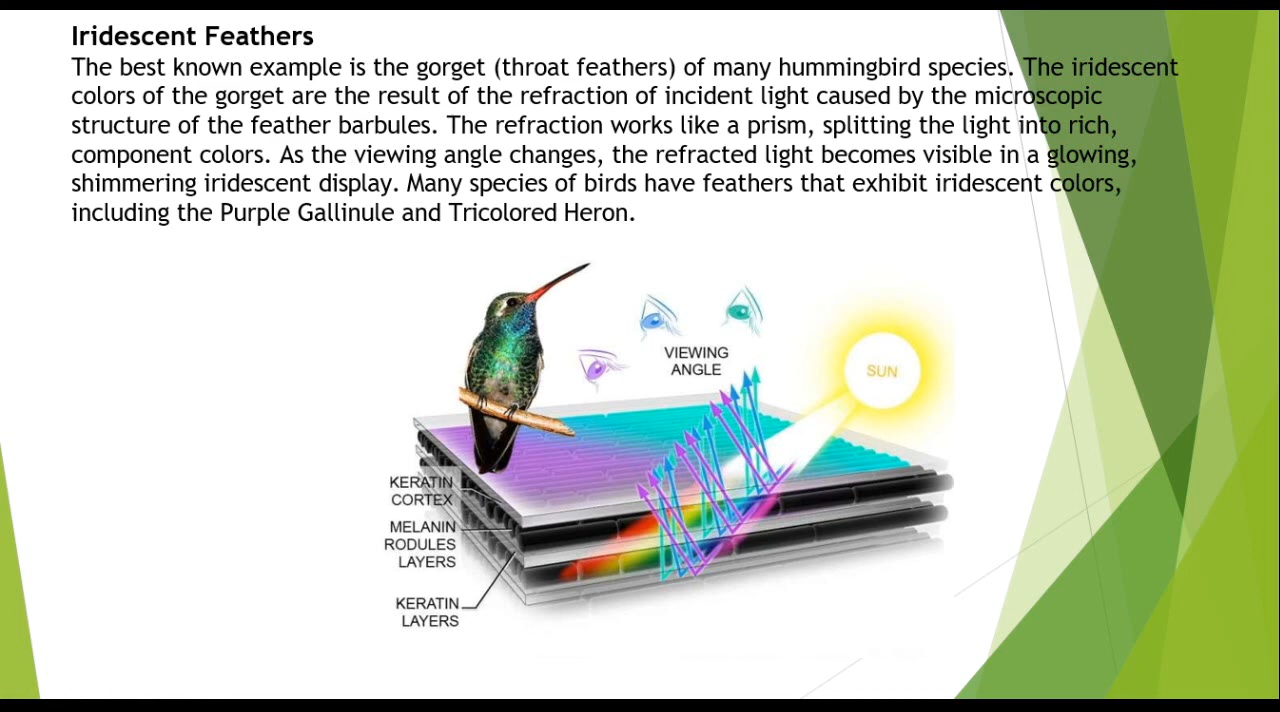 Iridescent Feathers
The best known example is the gorget (throat feathers) of many hummingbird species. The iridescent
colors of the gorget are the result of the refraction of incident light caused by the microscopic
structure of the feather barbules. The refraction works like a prism, splitting the light into rich,
component colors. As the viewing angle changes, the refracted light becomes visible in a glowing,
shimmering iridescent display. Many species of birds have feathers that exhibit iridescent colors,
including the Purple Gallinule and Tricolored Heron.
VIEWING
ANGLE
SUN
KERATIN
CORTEX
MELANIN
RODULES
LAYERS
KERATIN
LAYERS